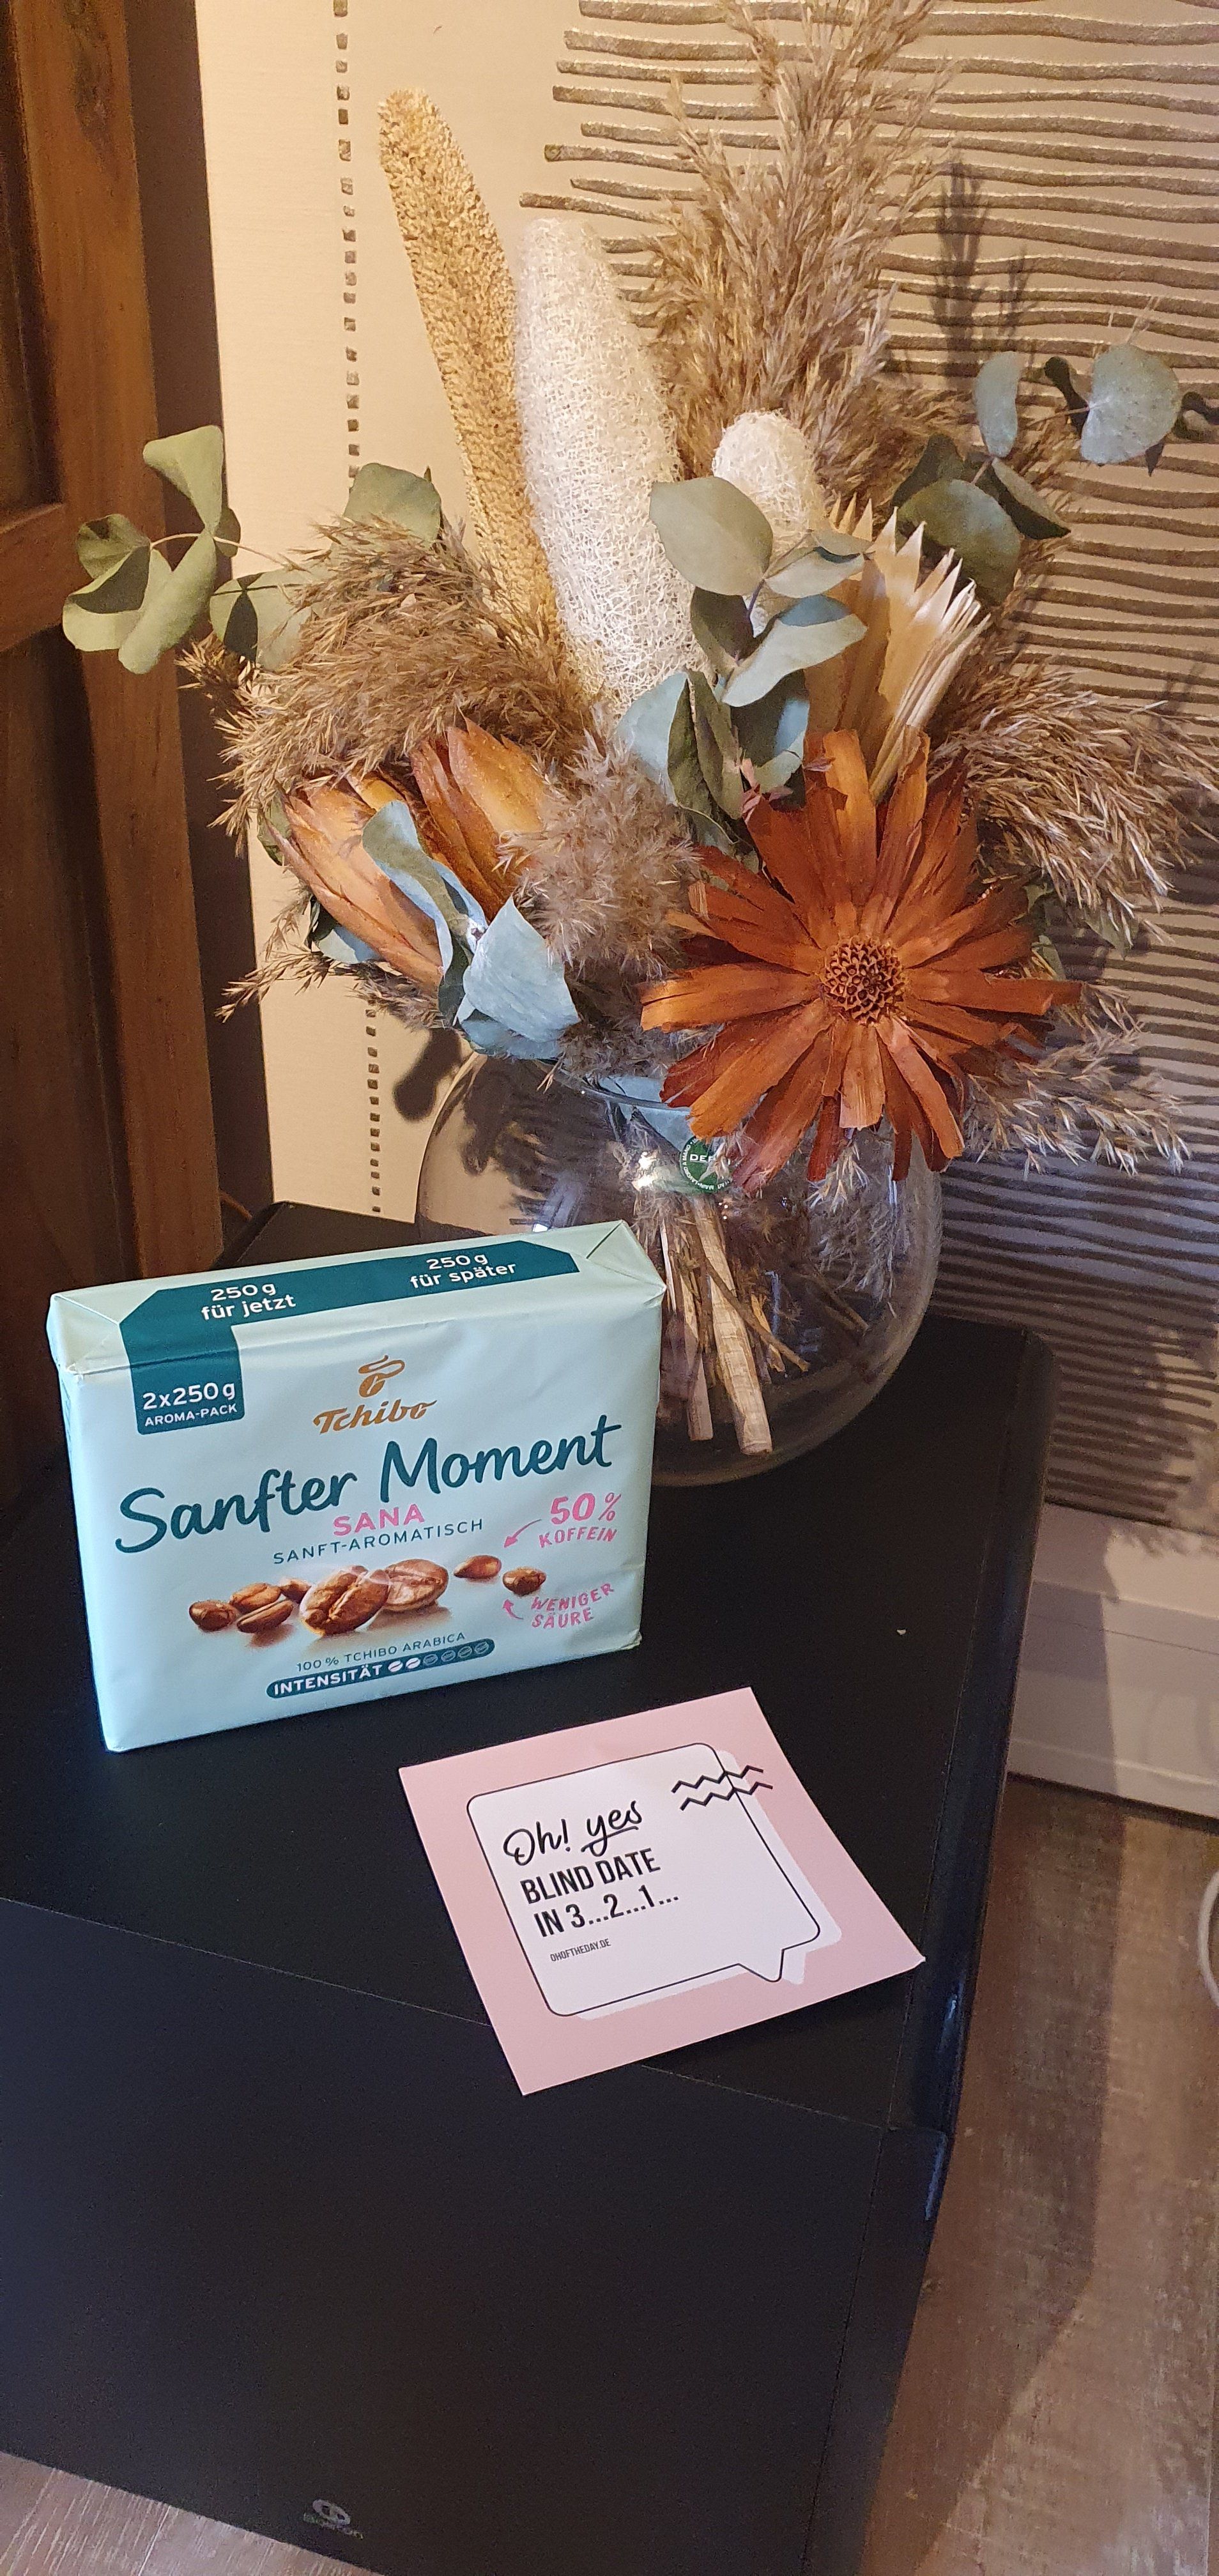 250 g
für jetzt
250 g
für später
2x250 g
AROMA-PACK
Tchibo
Sanfter Moment
SANA
SANFT-AROMATISCH
50%
KOFFEIN
WENIGER
SÄURE
100% TCHIBO ARABICA
INTENSITÄT
Oh! yes
BLIND DATE
IN 3...2...1...
OHOFTHEDAY.DE